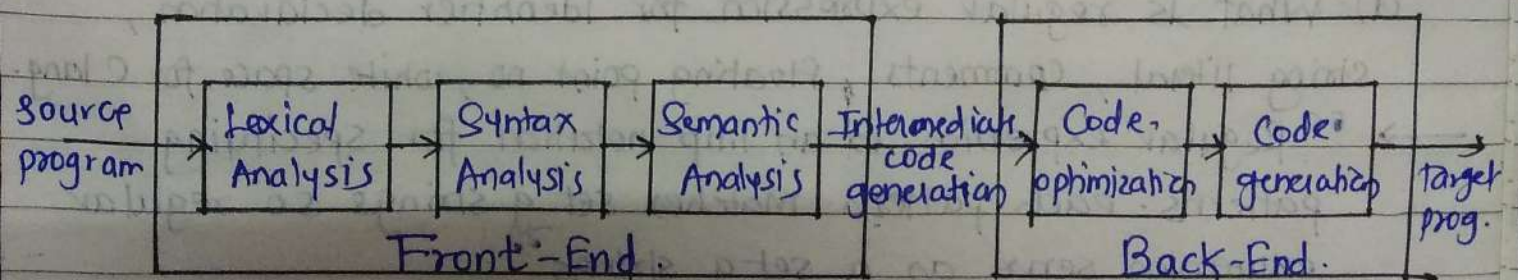 Source
program
Lexical
Analysis
Syntax
Analysis
Semantic
Analysis
Intermediate
code
generation
Code
optimization
Code
generation
Target
prog.
Front-End.
Back-End.